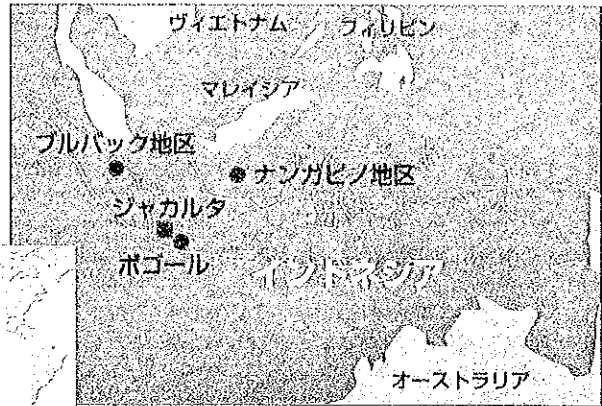 ヴィエトナム
フィリピン
マレイシア
ブルバック地区
ナンガピノ地区
ジャカルタ
ボゴール
インドネシア
オーストラリア